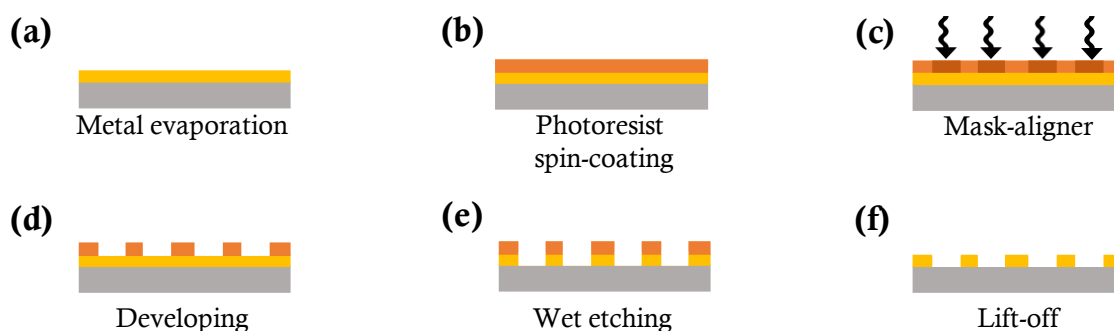 (a)
Metal evaporation
(b)
Photoresist
spin-coating
(c)
Mask-aligner
(d)
Developing
(e)
Wet etching
(f)
Lift-off